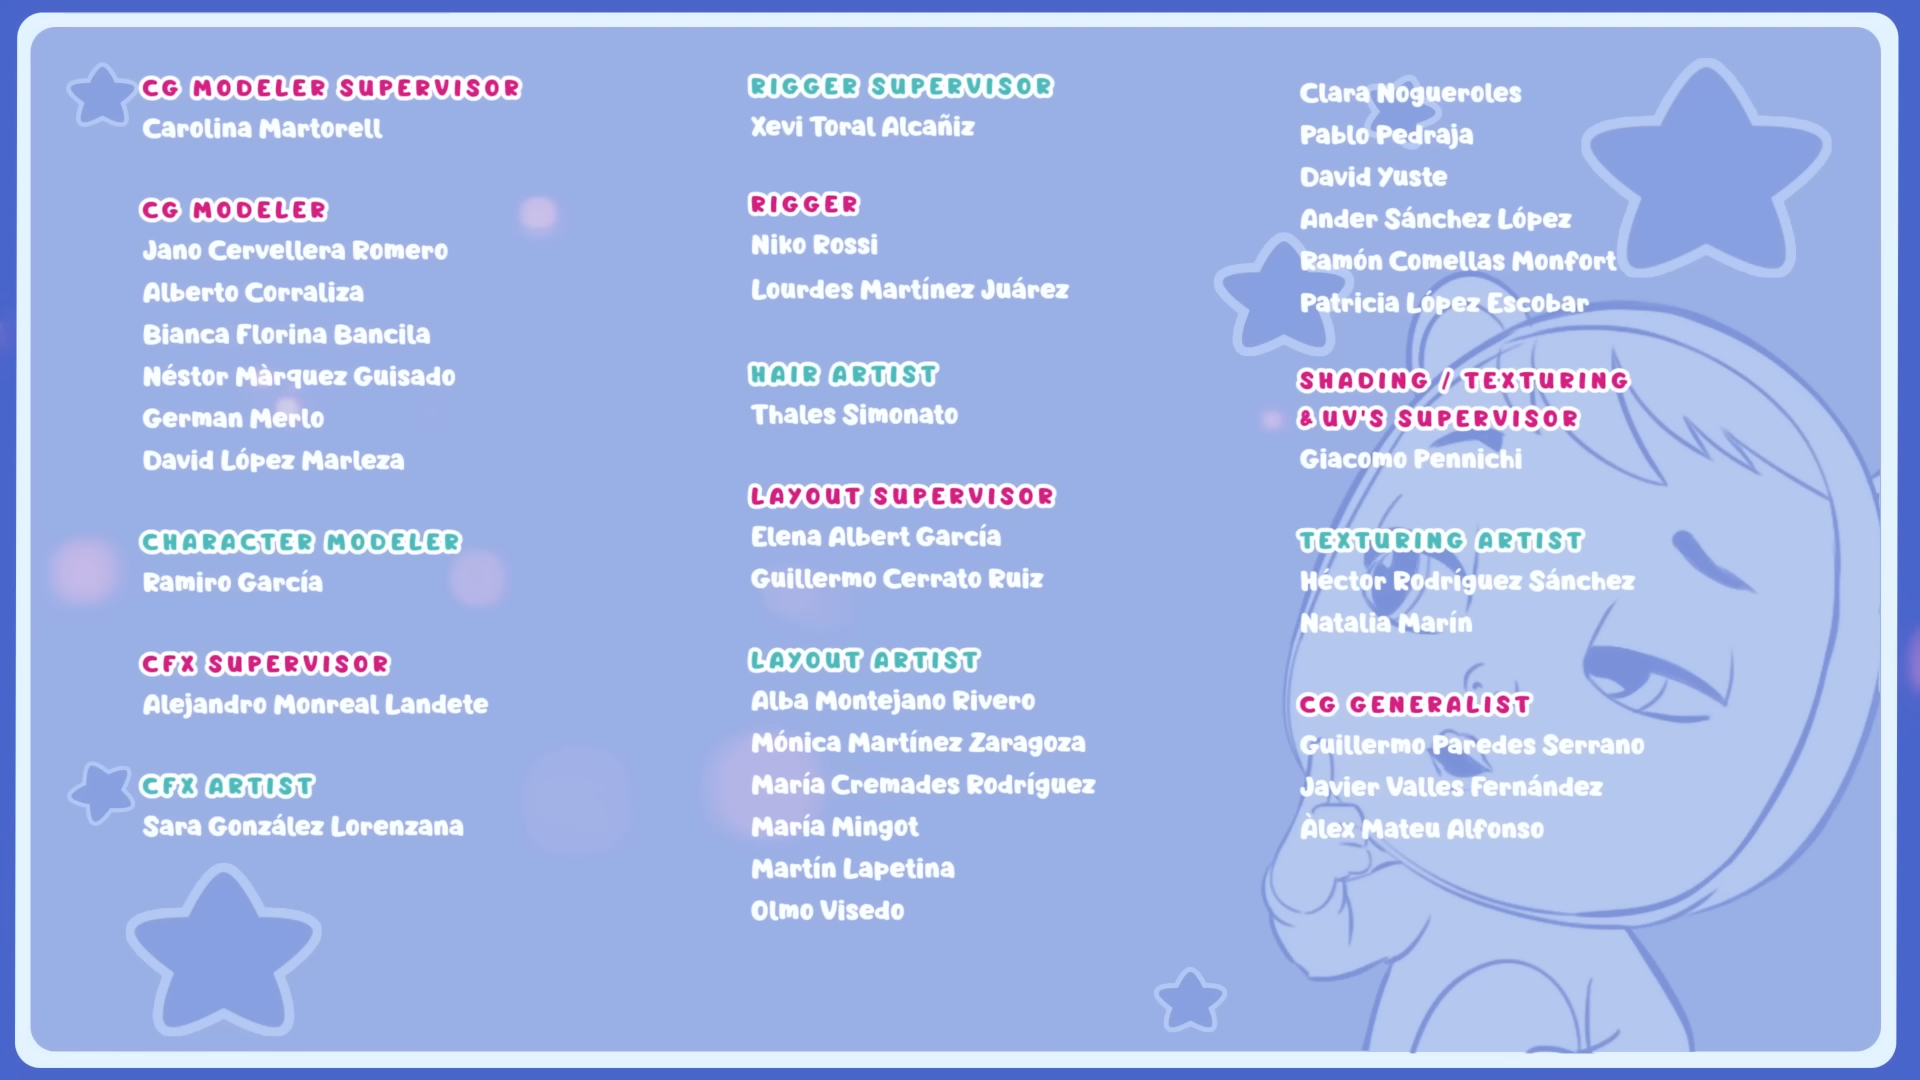 CG MODELER SUPERVISOR
Carolina Martorell
CG MODELER
Jano Cervellera Romero
Alberto Corraliza
Bianca Florina Bancila
Néstor Màrquez Guisado
German Merlo
David López Marleza
CHARACTER MODELER
Ramiro García
CFX SUPERVISOR
Alejandro Monreal Landete
CFX ARTIST
Sara González Lorenzana
RIGGER SUPERVISOR
Xevi Toral Alcañiz
RIGGER
Niko Rossi
Lourdes Martínez Juárez
HAIR ARTIST
Thales Simonato
LAYOUT SUPERVISOR
Elena Albert García
Guillermo Cerrato Ruiz
LAYOUT ARTIST
Alba Montejano Rivero
Mónica Martínez Zaragoza
María Cremades Rodríguez
María Mingot
Martín Lapetina
Olmo Visedo
Clara Nogueroles
Pablo Pedraja
David Yuste
Ander Sánchez López
Ramón Comellas Monfort
Patricia López Escobar
SHADING / TEXTURING
& UV'S SUPERVISOR
Giacomo Pennichi
TEXTURING ARTIST
Héctor Rodríguez Sánchez
Natalia Marín
CG GENERALIST
Guillermo Paredes Serrano
Javier Valles Fernández
Àlex Mateu Alfonso